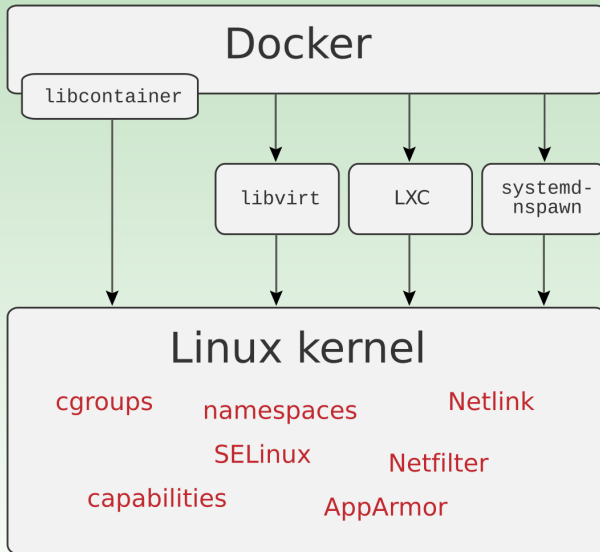 Docker
libcontainer
libvirt
LXC
systemd-
nspawn
Linux kernel
cgroups
namespaces
Netlink
SELinux
Netfilter
capabilities
AppArmor